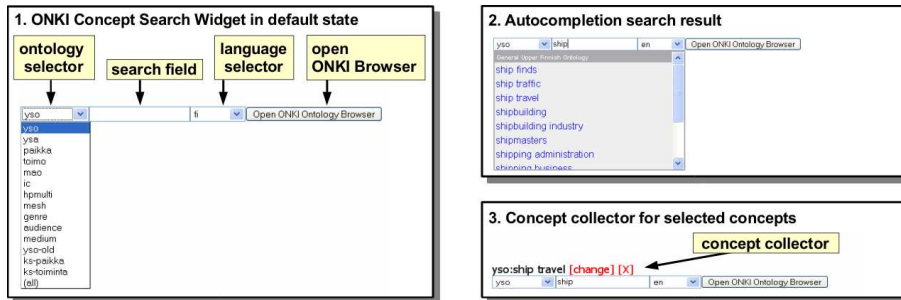 1. ONKI Concept Search Widget in default state
ontology selector
search field
language selector
open ONKI Browser
yso fi Open ONKI Ontology Browser
yso
ysa
paikka
toimo
mao
ic
hpmulti
mesh
genre
audience
medium
yso-old
ks-paikka
ks-toiminta
(all)
2. Autocompletion search result
yso ship en Open ONKI Ontology Browser
General Upper Finnish Ontology
ship finds
ship traffic
ship travel
shipbuilding
shipbuilding industry
shipmasters
shipping administration
shipping business
3. Concept collector for selected concepts
concept collector
yso:ship travel [change] [X]
yso ship en Open ONKI Ontology Browser